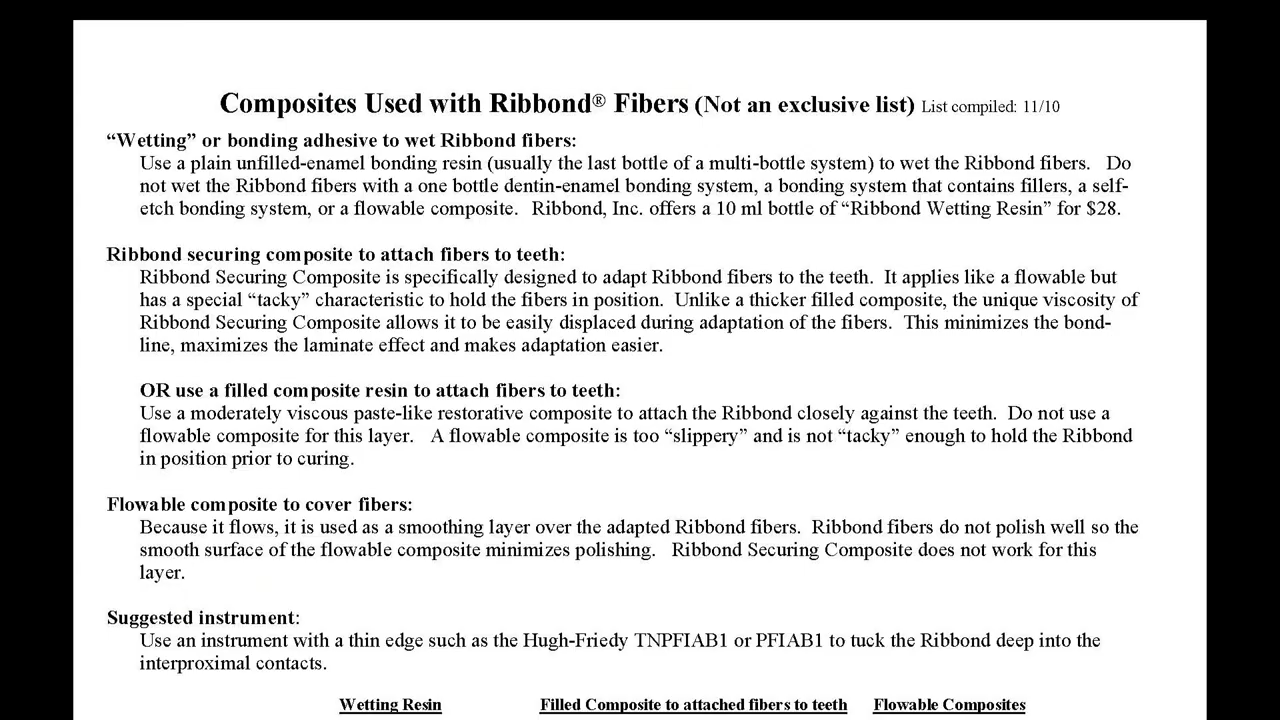 Composites Used with Ribbond® Fibers (Not an exclusive list) List compiled: 11/10
“Wetting” or bonding adhesive to wet Ribbond fibers:
Use a plain unfilled-enamel bonding resin (usually the last bottle of a multi-bottle system) to wet the Ribbond fibers. Do
not wet the Ribbond fibers with a one bottle dentin-enamel bonding system, a bonding system that contains fillers, a self-
etch bonding system, or a flowable composite. Ribbond, Inc. offers a 10 ml bottle of “Ribbond Wetting Resin” for $28.
Ribbond securing composite to attach fibers to teeth:
Ribbond Securing Composite is specifically designed to adapt Ribbond fibers to the teeth. It applies like a flowable but
has a special “tacky” characteristic to hold the fibers in position. Unlike a thicker filled composite, the unique viscosity of
Ribbond Securing Composite allows it to be easily displaced during adaptation of the fibers. This minimizes the bond-
line, maximizes the laminate effect and makes adaptation easier.
OR use a filled composite resin to attach fibers to teeth:
Use a moderately viscous paste-like restorative composite to attach the Ribbond closely against the teeth. Do not use a
flowable composite for this layer. A flowable composite is too “slippery” and is not “tacky” enough to hold the Ribbond
in position prior to curing.
Flowable composite to cover fibers:
Because it flows, it is used as a smoothing layer over the adapted Ribbond fibers. Ribbond fibers do not polish well so the
smooth surface of the flowable composite minimizes polishing. Ribbond Securing Composite does not work for this
layer.
Suggested instrument:
Use an instrument with a thin edge such as the Hugh-Friedy TNPFIAB1 or PFIAB1 to tuck the Ribbond deep into the
interproximal contacts.
Wetting Resin Filled Composite to attached fibers to teeth Flowable Composites